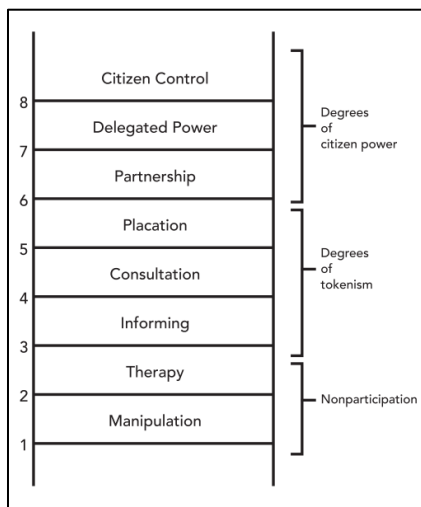 Citizen Control
8
Delegated Power
7
Partnership
6
Placation
5
Consultation
4
Informing
3
Therapy
2
Manipulation
1
Degrees
of
citizen power
Degrees
of
tokenism
Nonparticipation